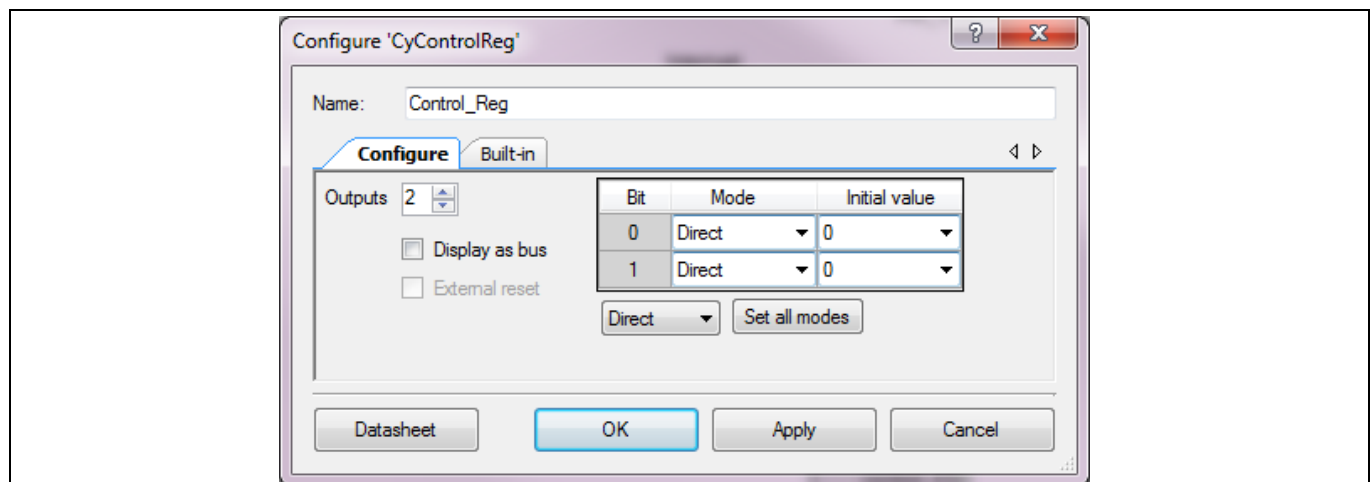 Configure 'CyControlReg'
?
x
Name: Control_Reg
Configure Built-in
Outputs 2
Display as bus
External reset
Bit Mode Initial value
0 Direct 0
1 Direct 0
Direct Set all modes
Datasheet OK Apply Cancel